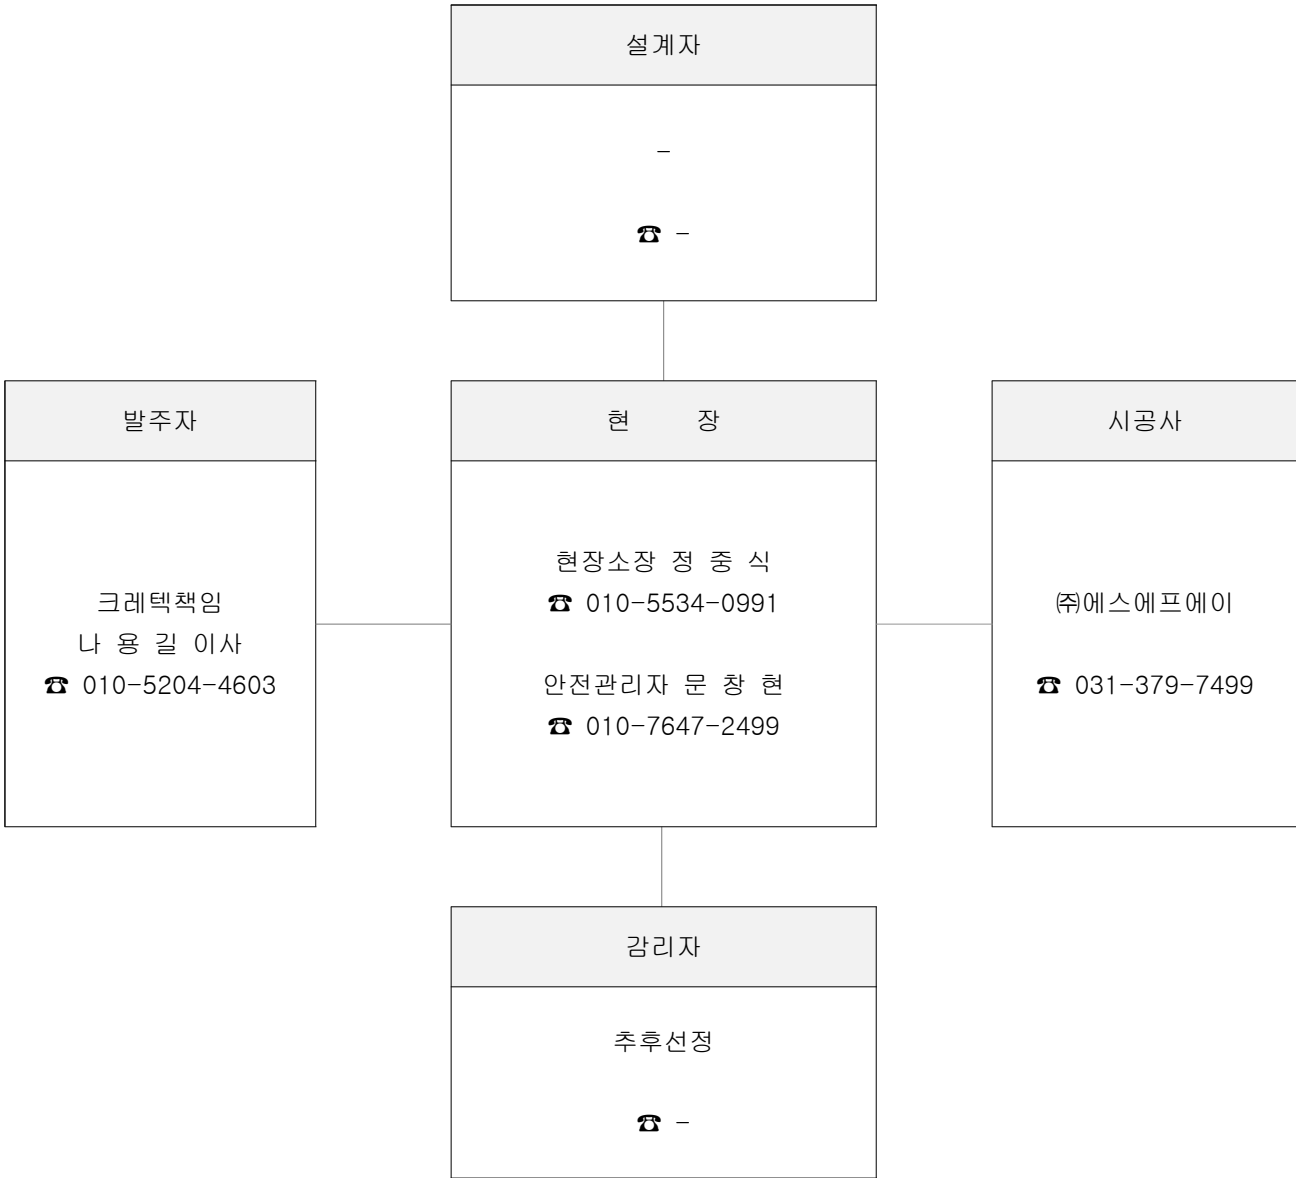 설계자
-
☎ -
발주자
크레텍책임
나 용 길 이사
☎ 010-5204-4603
현 장
현장소장 정 중 식
☎ 010-5534-0991
안전관리자 문 창 현
☎ 010-7647-2499
시공사
㈜에스에프에이
☎ 031-379-7499
감리자
추후선정
☎ -